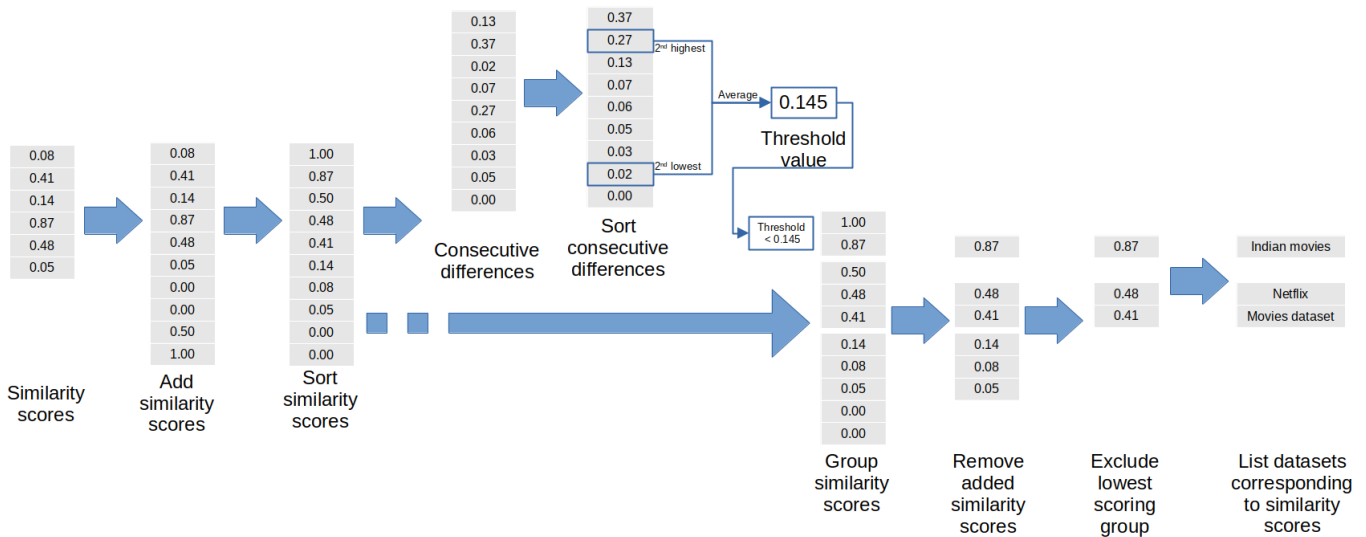 0.08
0.41
0.14
0.87
0.48
0.05
Similarity
scores
0.08
0.41
0.14
0.87
0.48
0.05
0.00
0.00
0.50
1.00
Add
similarity
scores
1.00
0.87
0.50
0.48
0.41
0.14
0.08
0.05
0.00
0.00
Sort
similarity
scores
0.13
0.37
0.02
0.07
0.27
0.06
0.03
0.05
0.00
Consecutive
differences
0.37
0.27
0.13
0.07
0.06
0.05
0.03
0.02
0.00
Sort
consecutive
differences
2nd highest
2nd lowest
Average
0.145
Threshold
value
Threshold
< 0.145
1.00
0.87
0.50
0.48
0.41
0.14
0.08
0.05
0.00
0.00
Group
similarity
scores
0.87
0.48
0.41
0.14
0.08
0.05
Remove
added
similarity
scores
0.87
0.48
0.41
Exclude
lowest
scoring
group
Indian movies
Netflix
Movies dataset
List datasets
corresponding
to similarity
scores